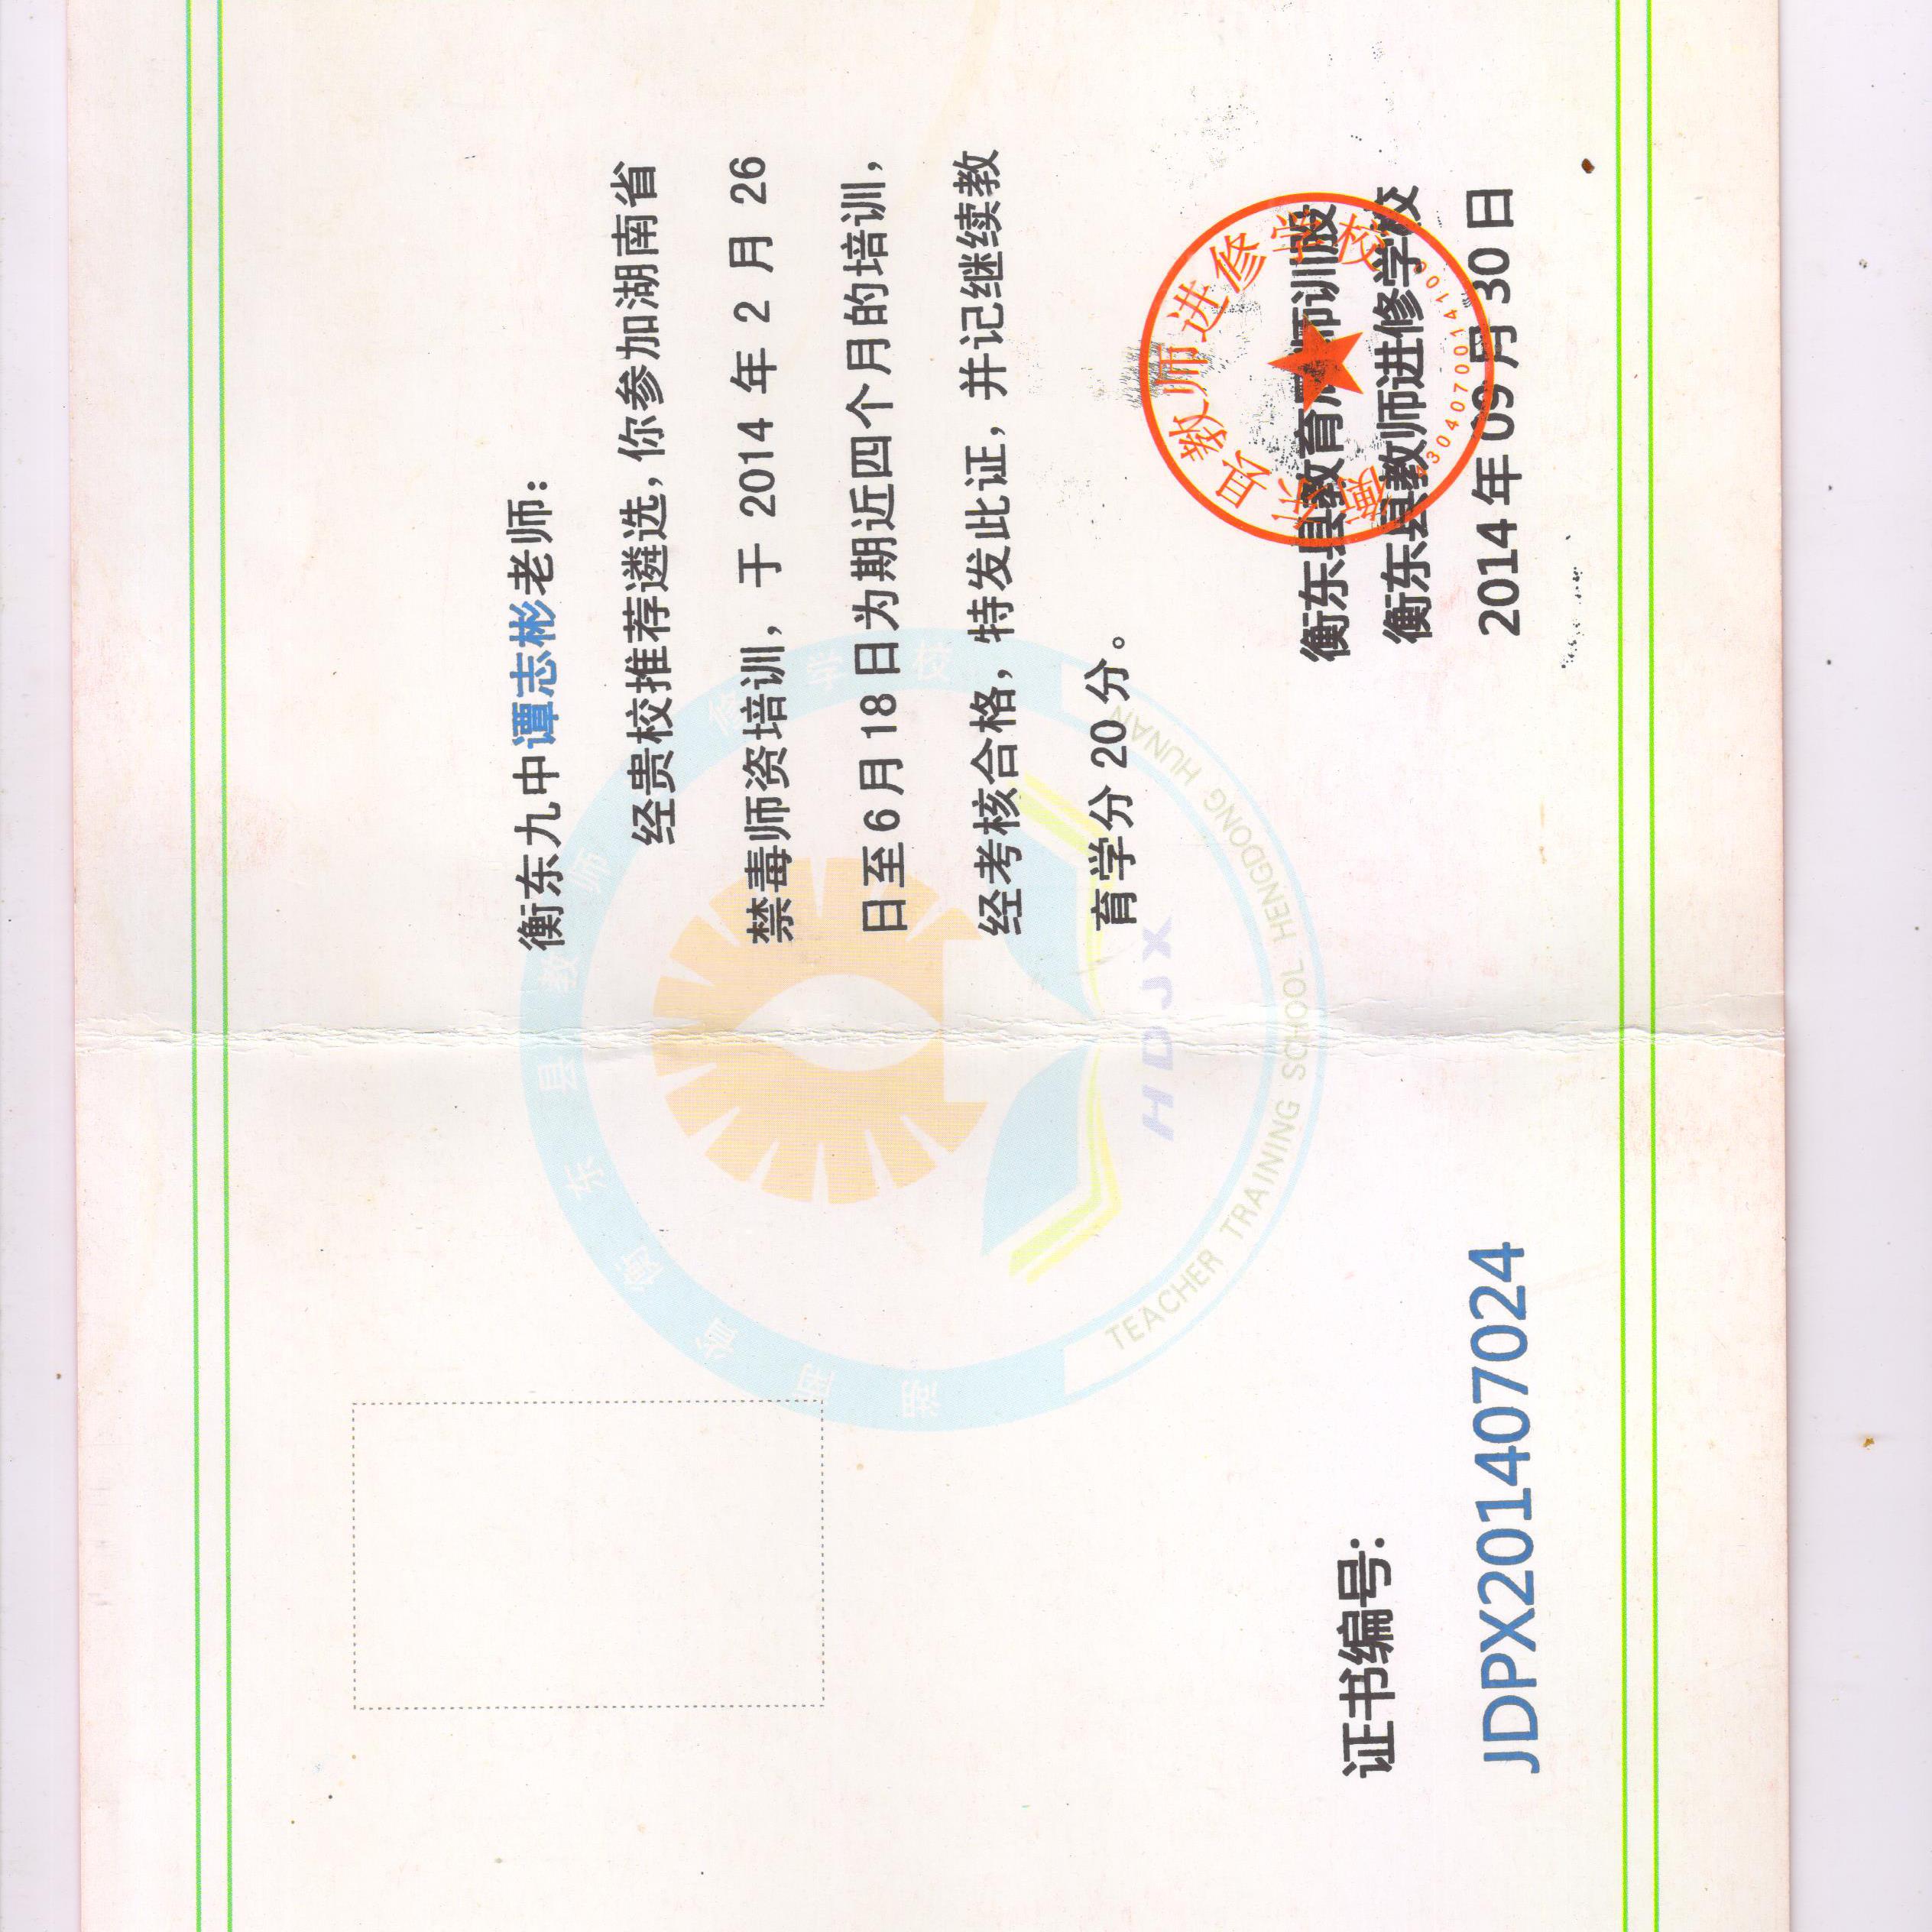 衡东九中谭志彬老师:
经贵校推荐遴选,你参加湖南省
禁毒师资培训，于 2014 年 2 月 26
日至 6 月 18 日为期近四个月的培训,
经考核合格,特发此证,并记继续教
育学分 20 分。
衡东县教育局师训股
衡东县教师进修学校
2014 年 09 月 30 日
衡东县教师进修学校
证书编号:
JDPX201407024
湖南省衡东县教师进修学校
HDJX
TEACHER TRAINING SCHOOL HENGDONG HUNAN